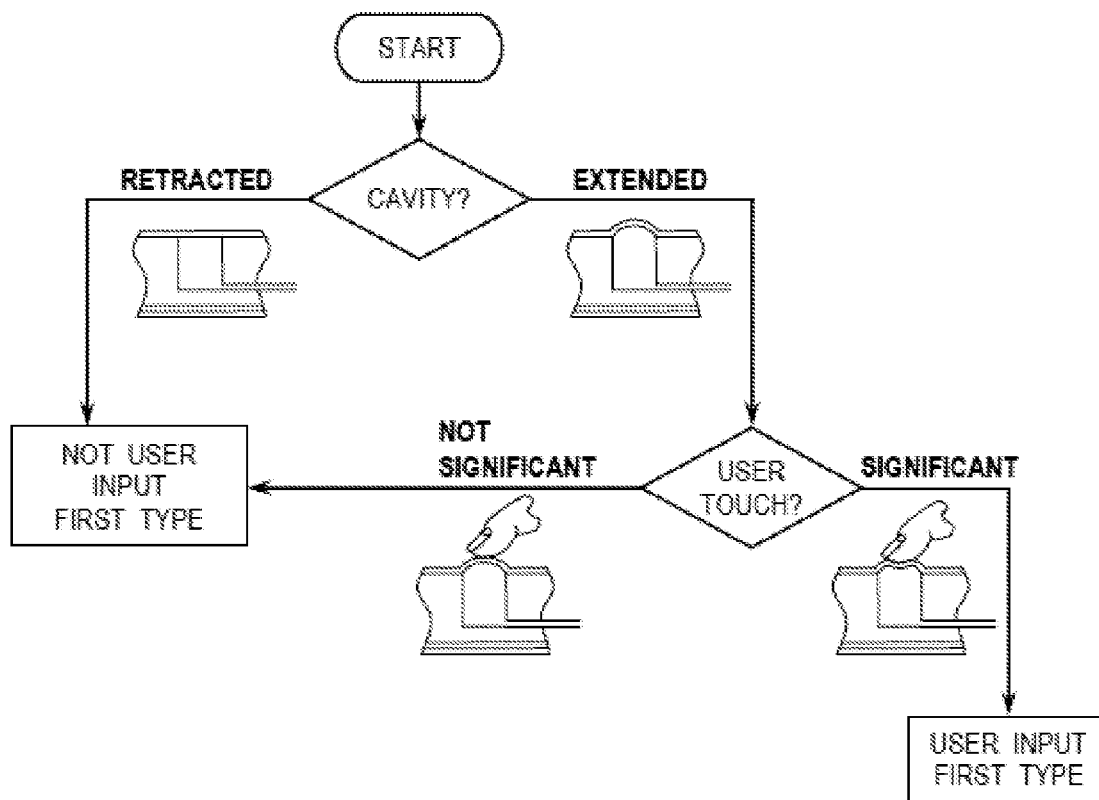 START
RETRACTED
CAVITY?
EXTENDED
NOT USER
INPUT
FIRST TYPE
NOT
SIGNIFICANT
USER
TOUCH?
SIGNIFICANT
USER INPUT
FIRST TYPE